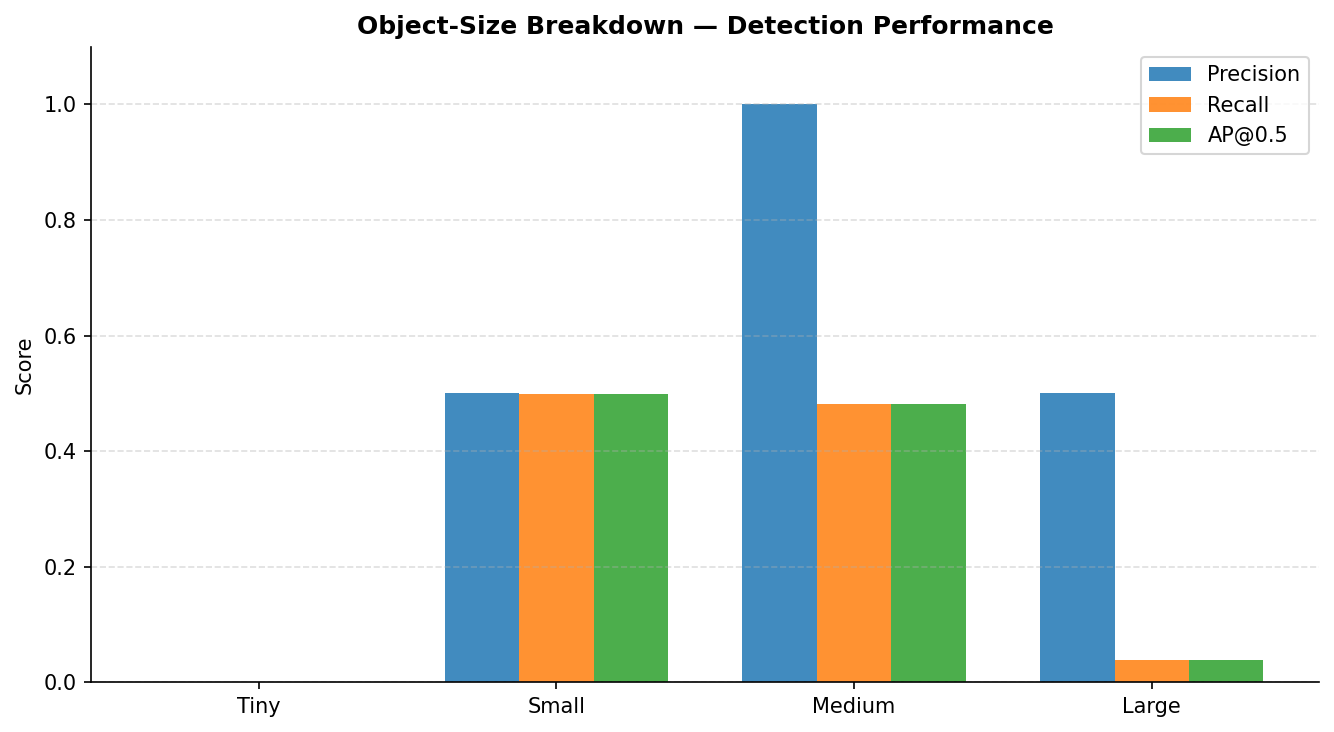 Object-Size Breakdown — Detection Performance
Precision
Recall
AP@0.5
Score
1.0
0.8
0.6
0.4
0.2
0.0
Tiny
Small
Medium
Large